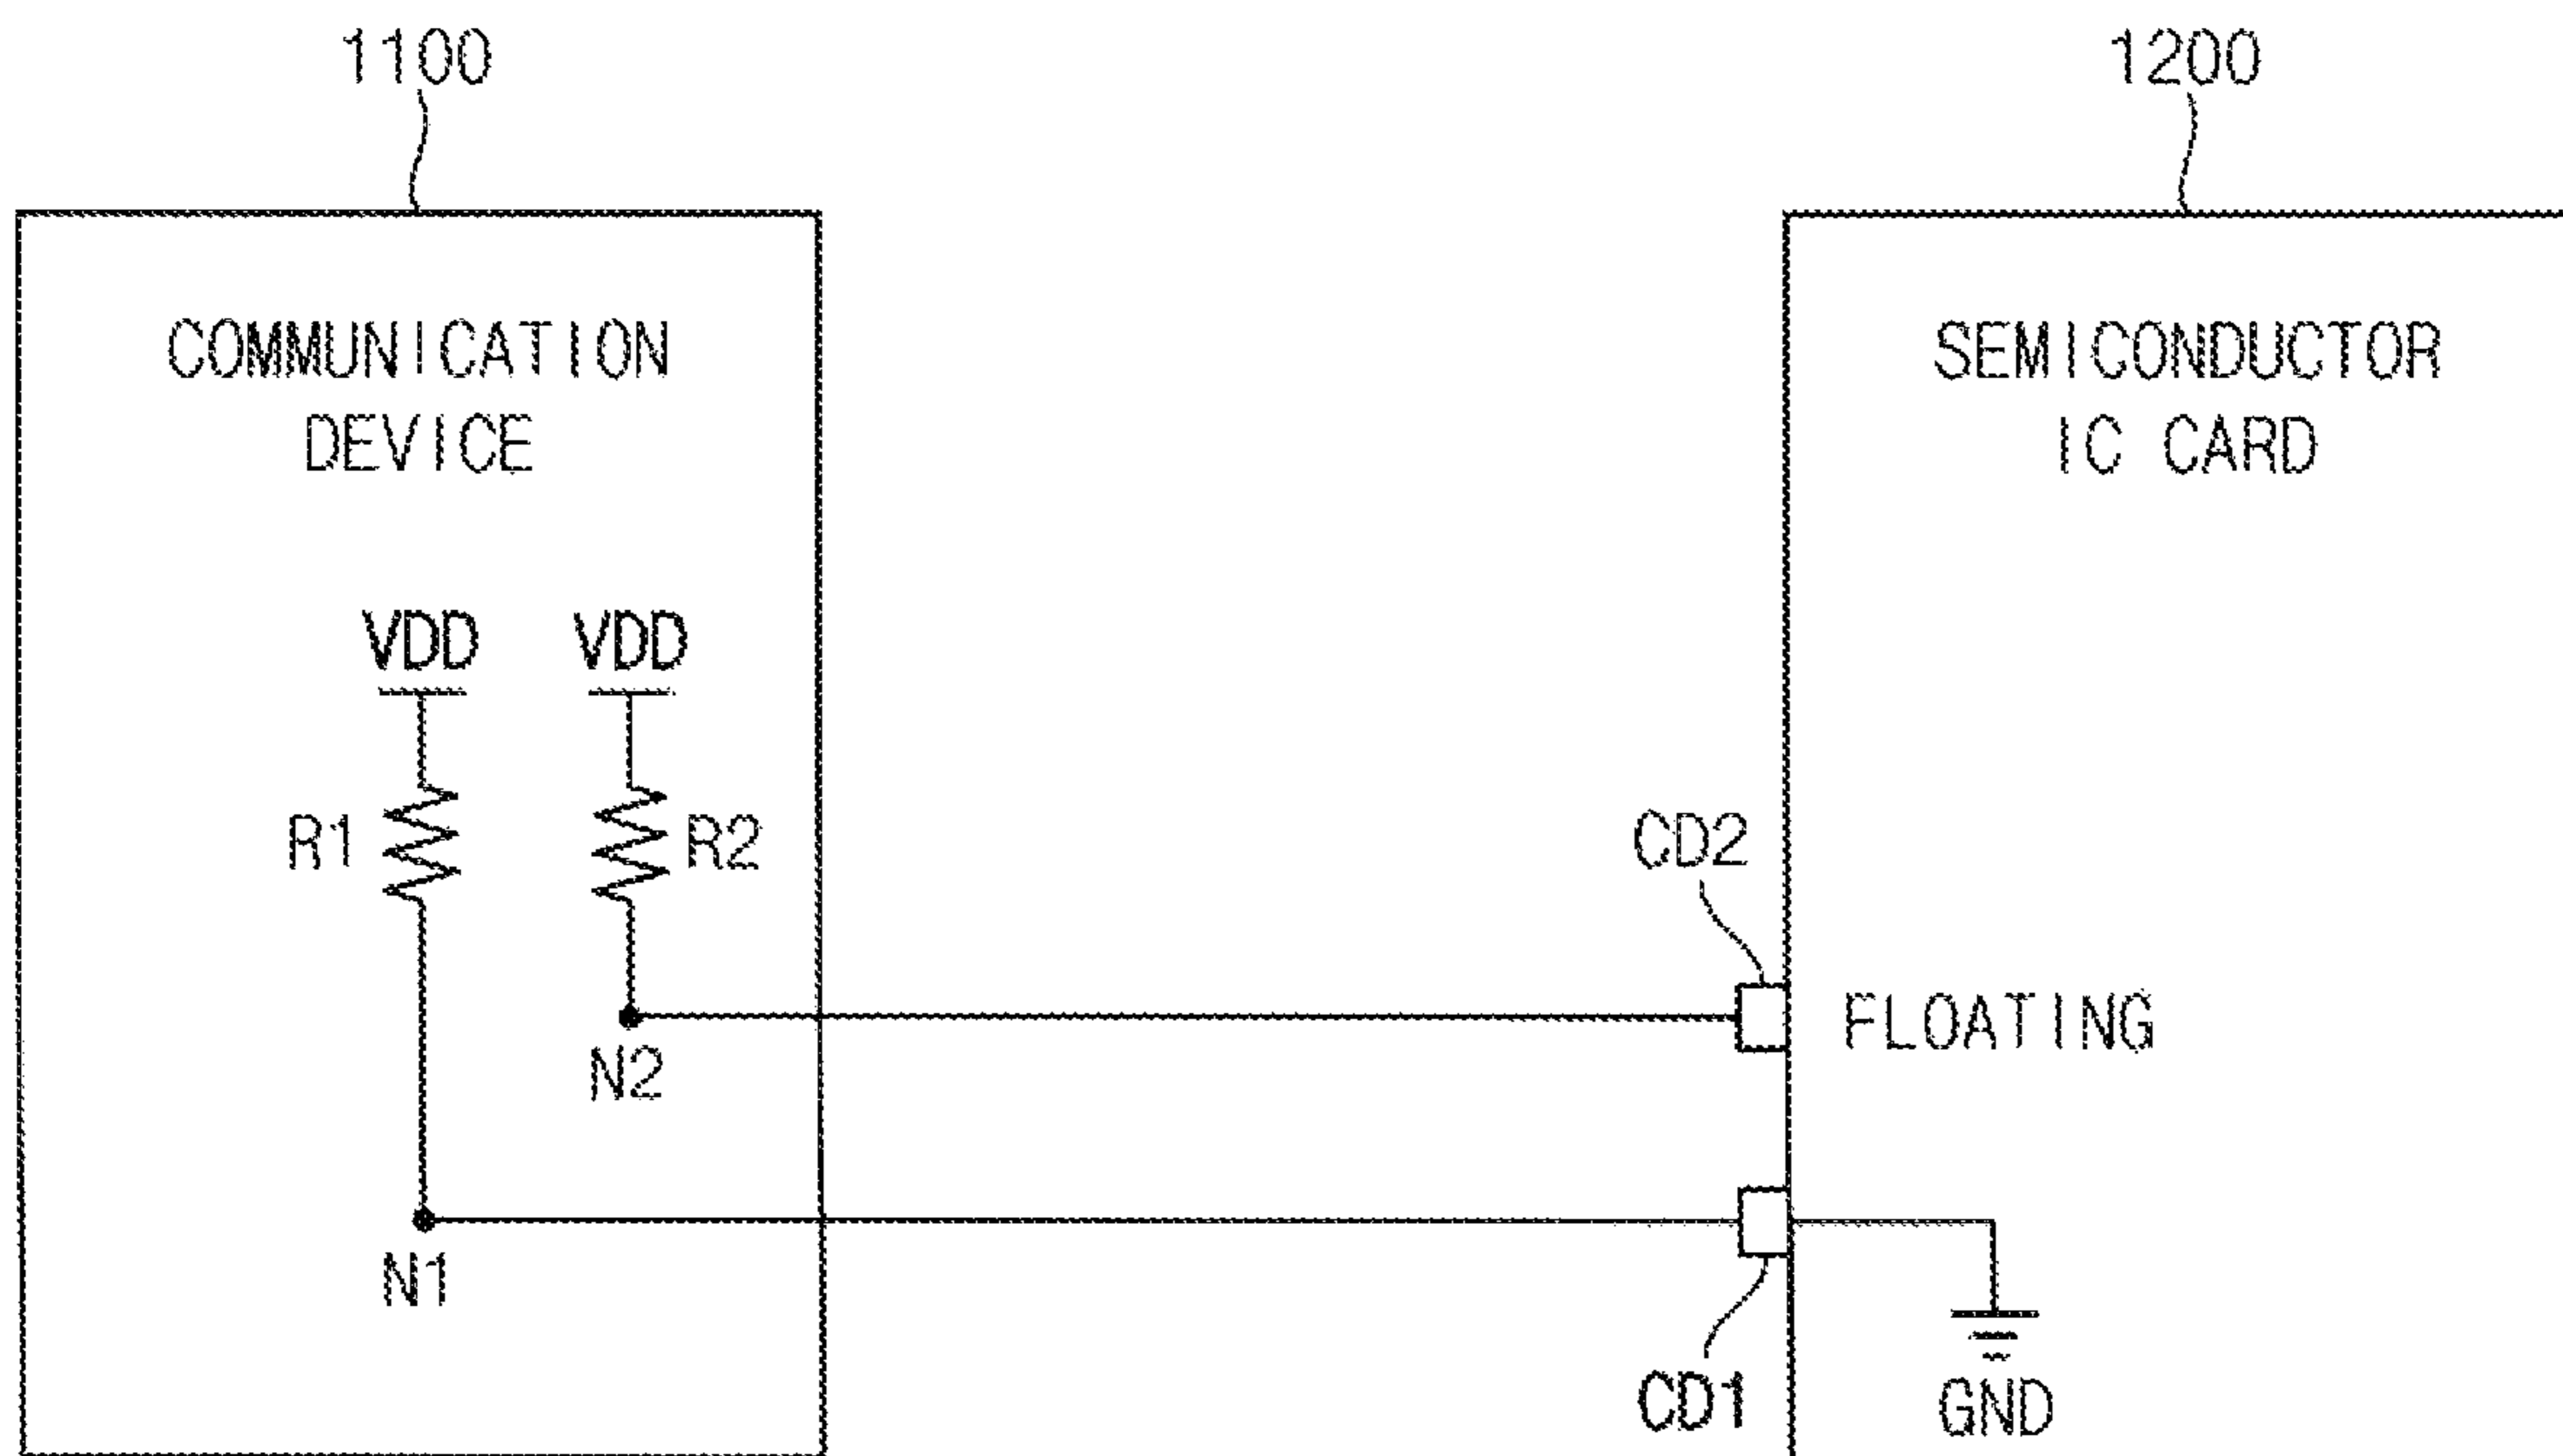 1100
1200
COMMUNICATION
DEVICE
SEMICONDUCTOR
IC CARD
VDD
VDD
R1
R2
CD2
N2
FLOATING
N1
CD1
GND